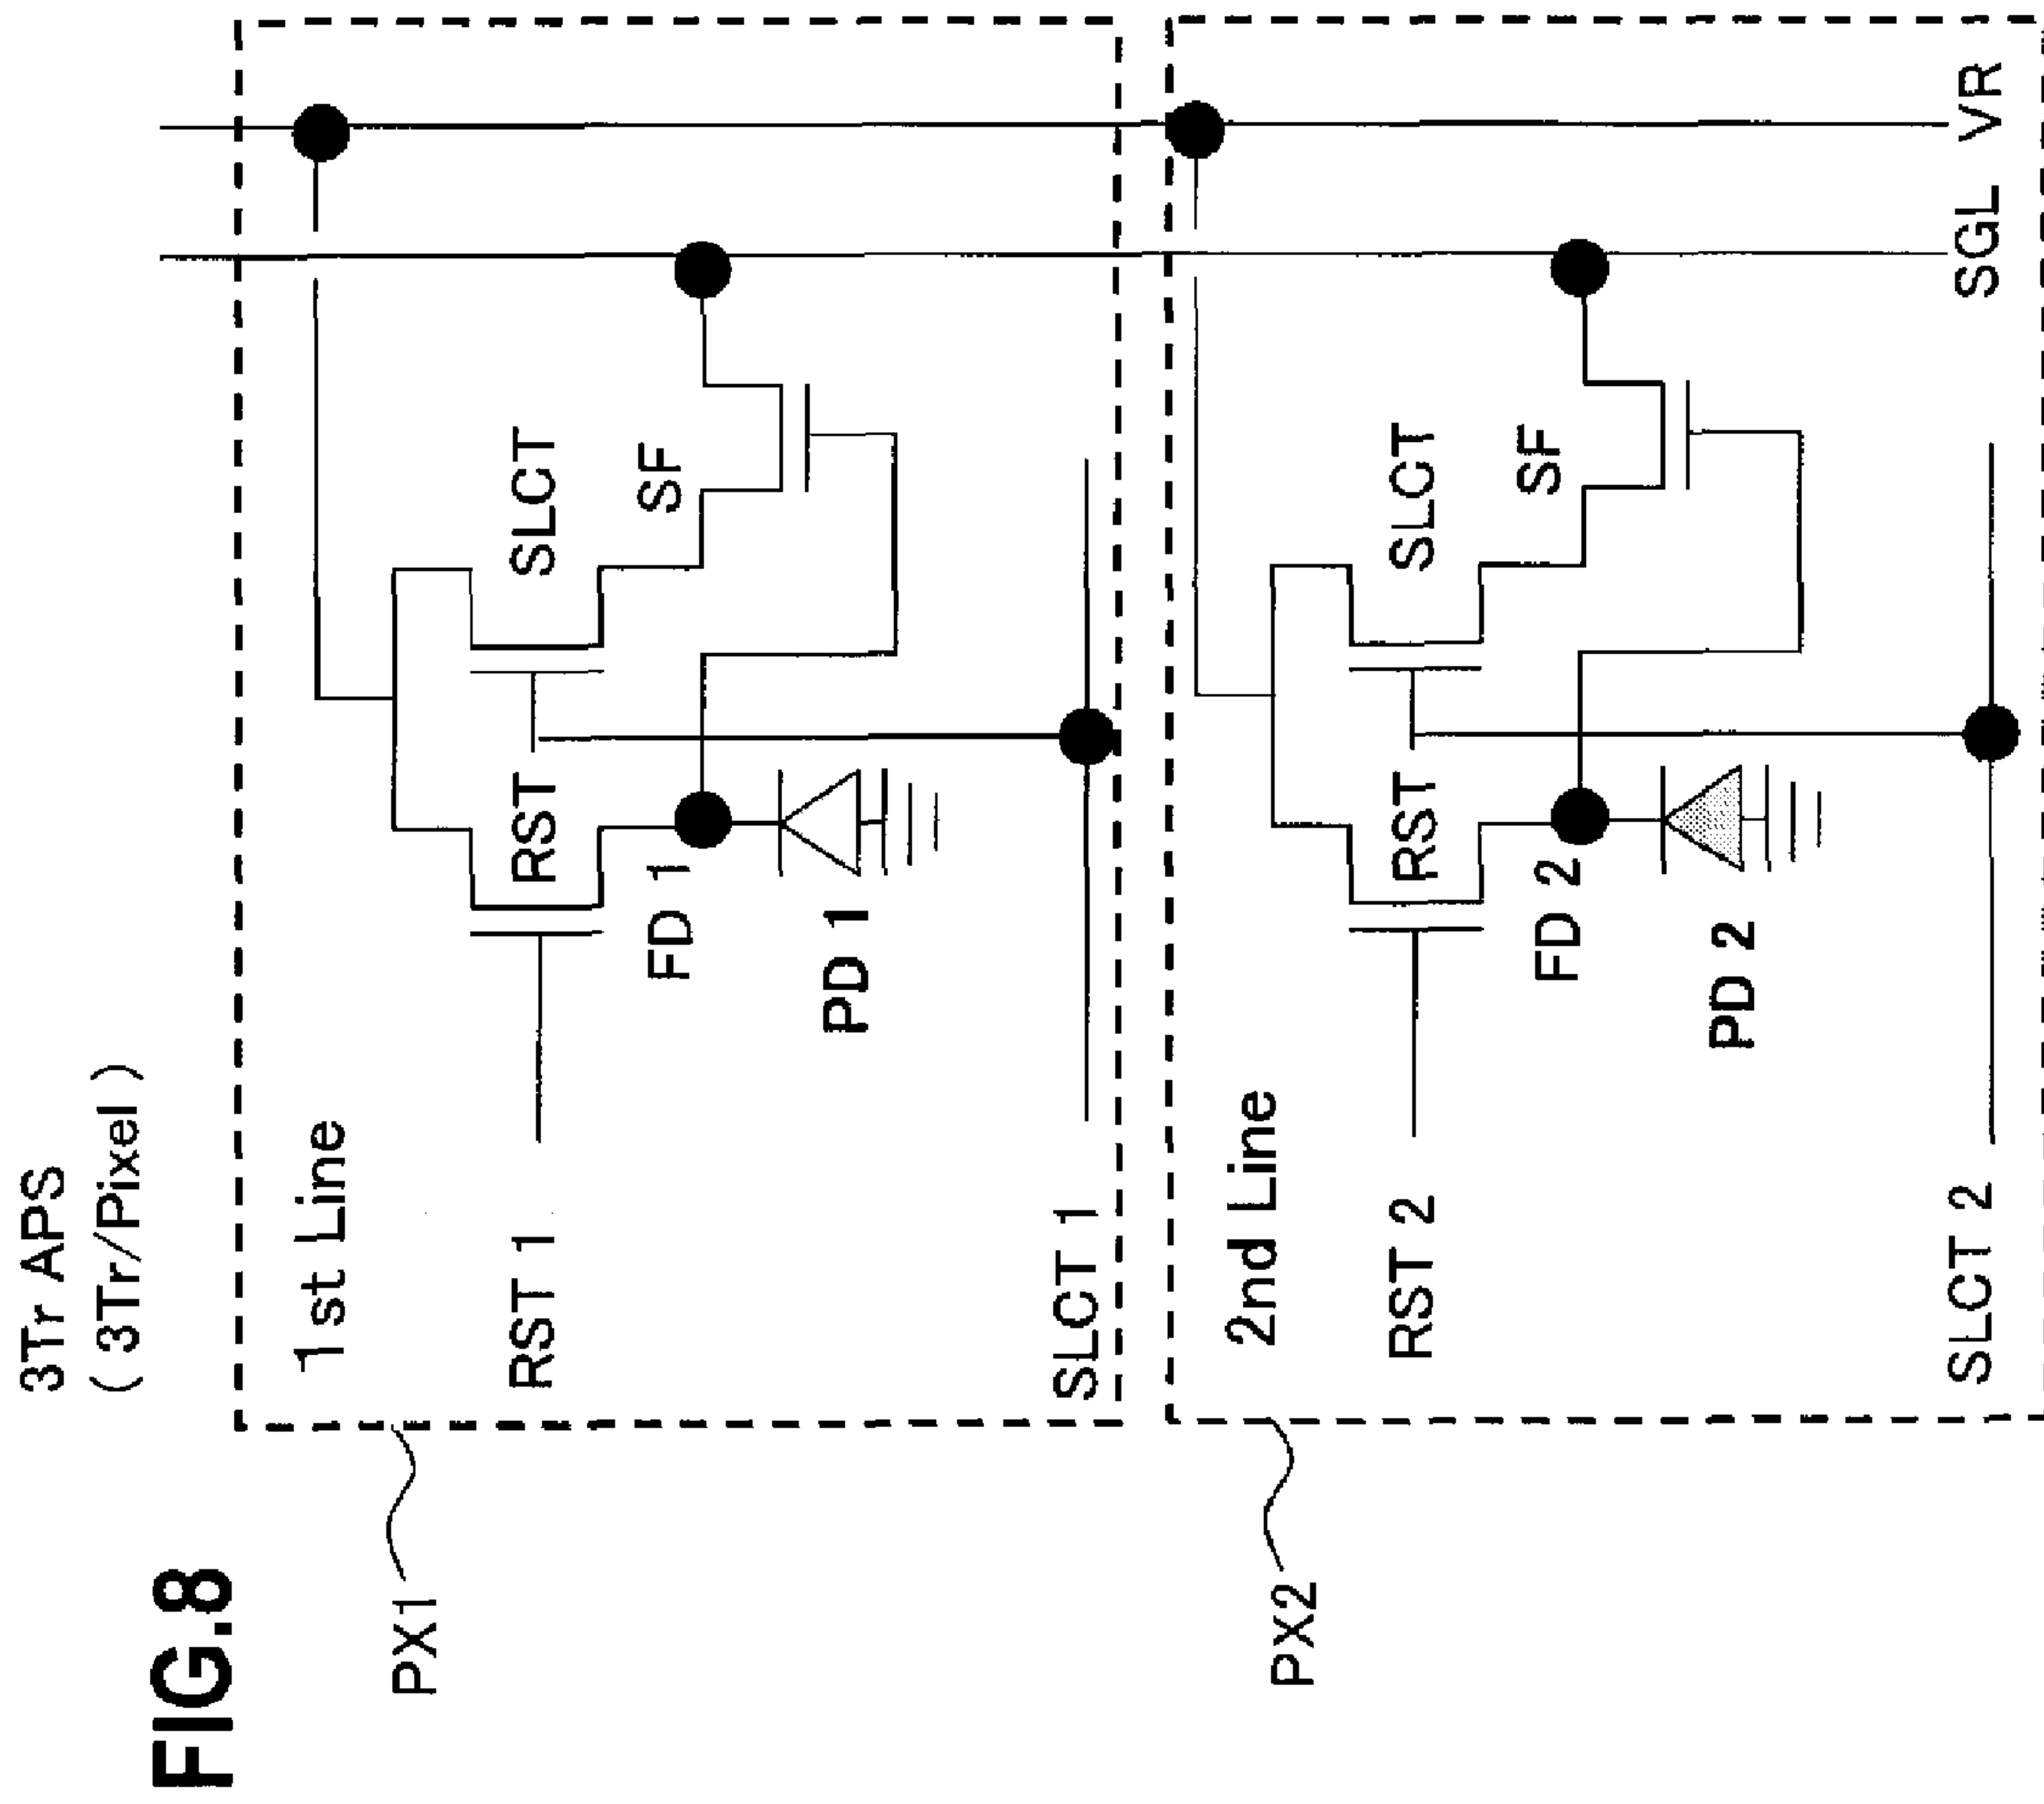 FIG.8
3Tr APS
( 3Tr/Pixel )
PX1
1st Line
RST 1
RST
SLCT
SF
FD 1
PD 1
SLCT 1
PX2
2nd Line
RST 2
RST
SLCT
SF
FD 2
PD 2
SLCT 2
SGL VR